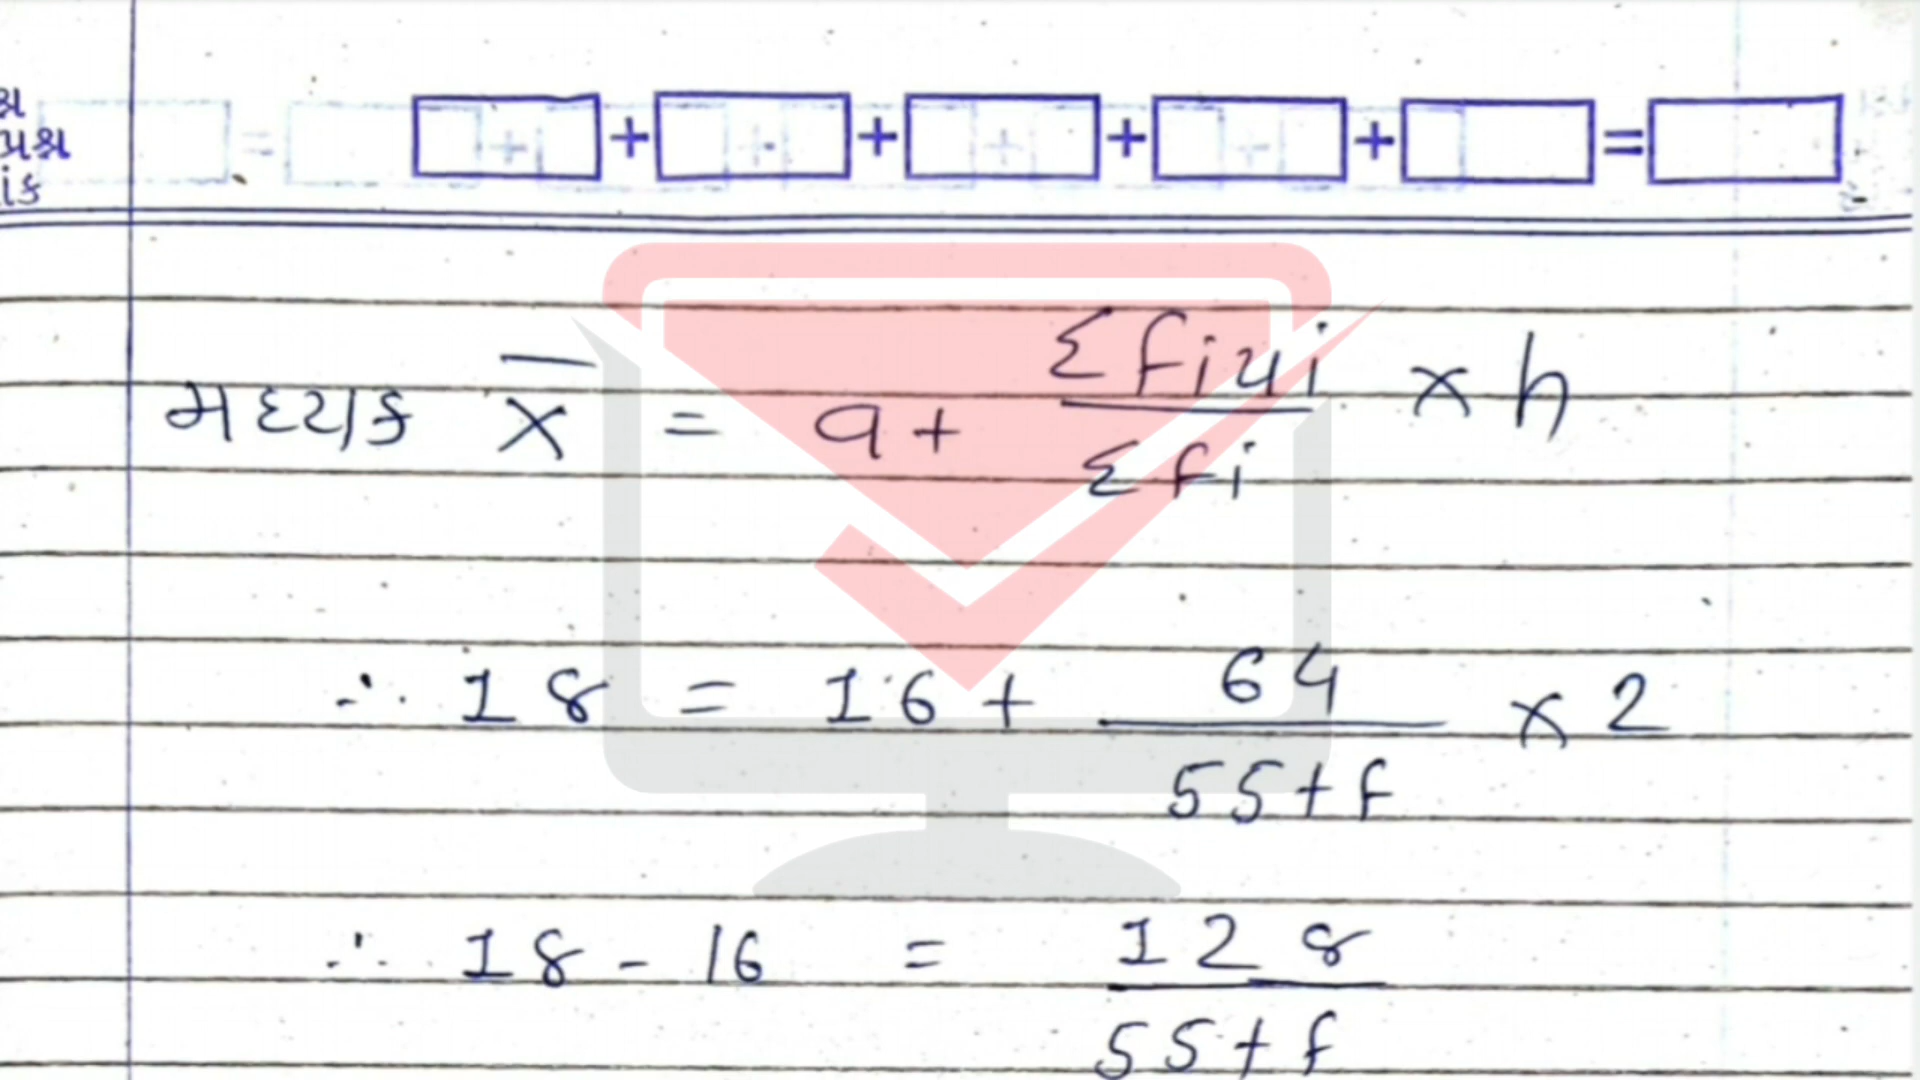 + + + + =
મધ્યક x̄ = a + Σfiui / Σfi × h
∴ 18 = 16 + 64 / 55+f × 2
∴ 18 - 16 = 128 / 55+f